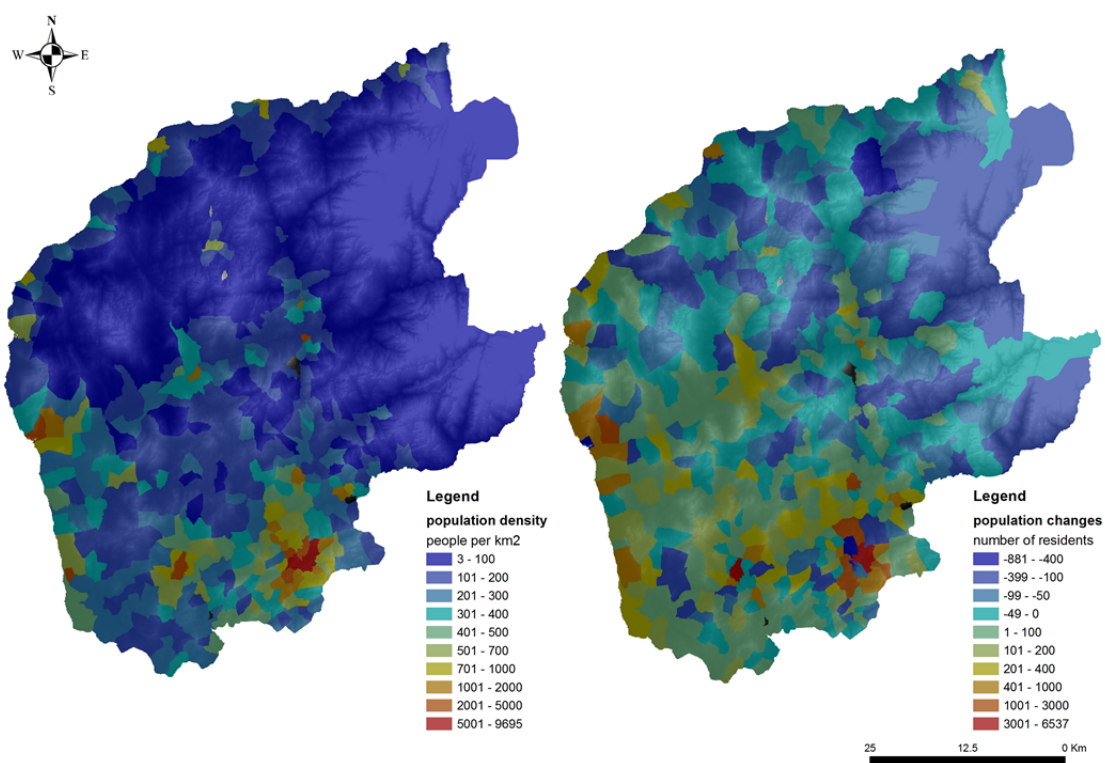 N
W E
S
Legend
population density
people per km2
3 - 100
101 - 200
201 - 300
301 - 400
401 - 500
501 - 700
701 - 1000
1001 - 2000
2001 - 5000
5001 - 9695
Legend
population changes
number of residents
-881 - -400
-399 - -100
-99 - -50
-49 - 0
1 - 100
101 - 200
201 - 400
401 - 1000
1001 - 3000
3001 - 6537
25 12.5 0 Km